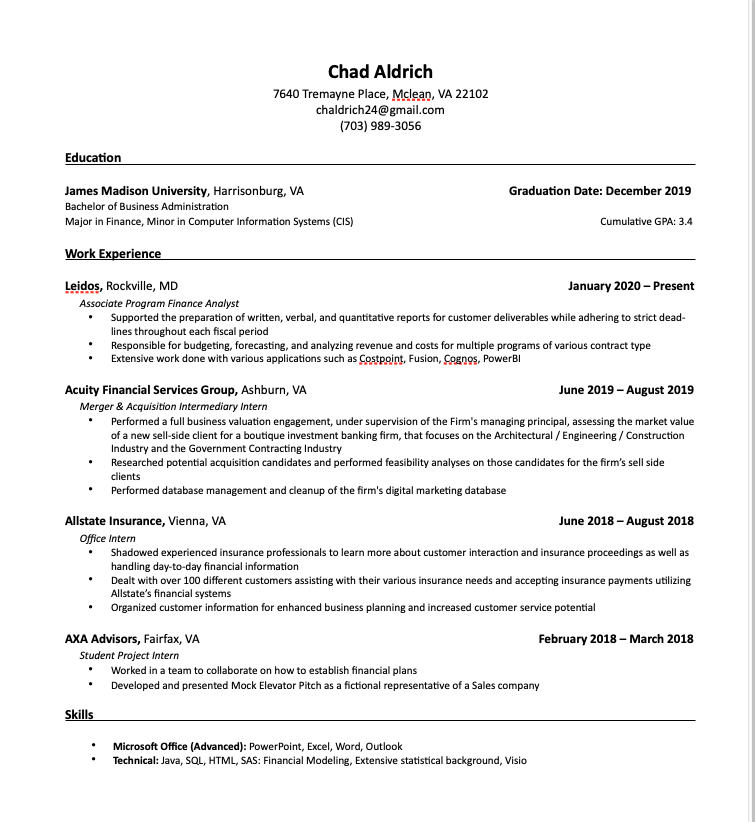 Chad Aldrich
7640 Tremayne Place, Mclean, VA 22102
chaldrich24@gmail.com
(703) 989-3056
Education
James Madison University, Harrisonburg, VA Graduation Date: December 2019
Bachelor of Business Administration
Major in Finance, Minor in Computer Information Systems (CIS) Cumulative GPA: 3.4
Work Experience
Leidos, Rockville, MD January 2020 – Present
Associate Program Finance Analyst
• Supported the preparation of written, verbal, and quantitative reports for customer deliverables while adhering to strict dead-
lines throughout each fiscal period
• Responsible for budgeting, forecasting, and analyzing revenue and costs for multiple programs of various contract type
• Extensive work done with various applications such as Costpoint, Fusion, Cognos, PowerBI
Acuity Financial Services Group, Ashburn, VA June 2019 – August 2019
Merger & Acquisition Intermediary Intern
• Performed a full business valuation engagement, under supervision of the Firm's managing principal, assessing the market value
of a new sell-side client for a boutique investment banking firm, that focuses on the Architectural / Engineering / Construction
Industry and the Government Contracting Industry
• Researched potential acquisition candidates and performed feasibility analyses on those candidates for the firm's sell side
clients
• Performed database management and cleanup of the firm's digital marketing database
Allstate Insurance, Vienna, VA June 2018 – August 2018
Office Intern
• Shadowed experienced insurance professionals to learn more about customer interaction and insurance proceedings as well as
handling day-to-day financial information
• Dealt with over 100 different customers assisting with their various insurance needs and accepting insurance payments utilizing
Allstate's financial systems
• Organized customer information for enhanced business planning and increased customer service potential
AXA Advisors, Fairfax, VA February 2018 – March 2018
Student Project Intern
• Worked in a team to collaborate on how to establish financial plans
• Developed and presented Mock Elevator Pitch as a fictional representative of a Sales company
Skills
• Microsoft Office (Advanced): PowerPoint, Excel, Word, Outlook
• Technical: Java, SQL, HTML, SAS: Financial Modeling, Extensive statistical background, Visio